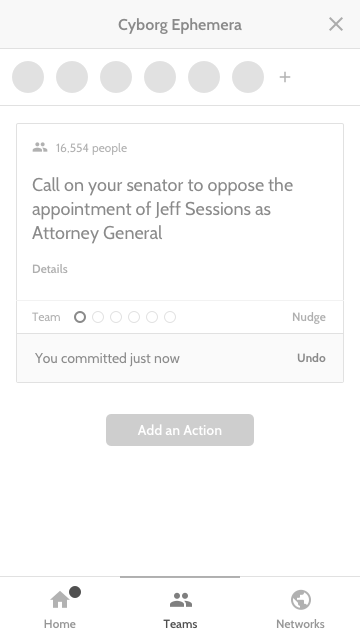 Cyborg Ephemera
16,554 people
Call on your senator to oppose the
appointment of Jeff Sessions as
Attorney General
Details
Team Nudge
You committed just now Undo
Add an Action
Home Teams Networks